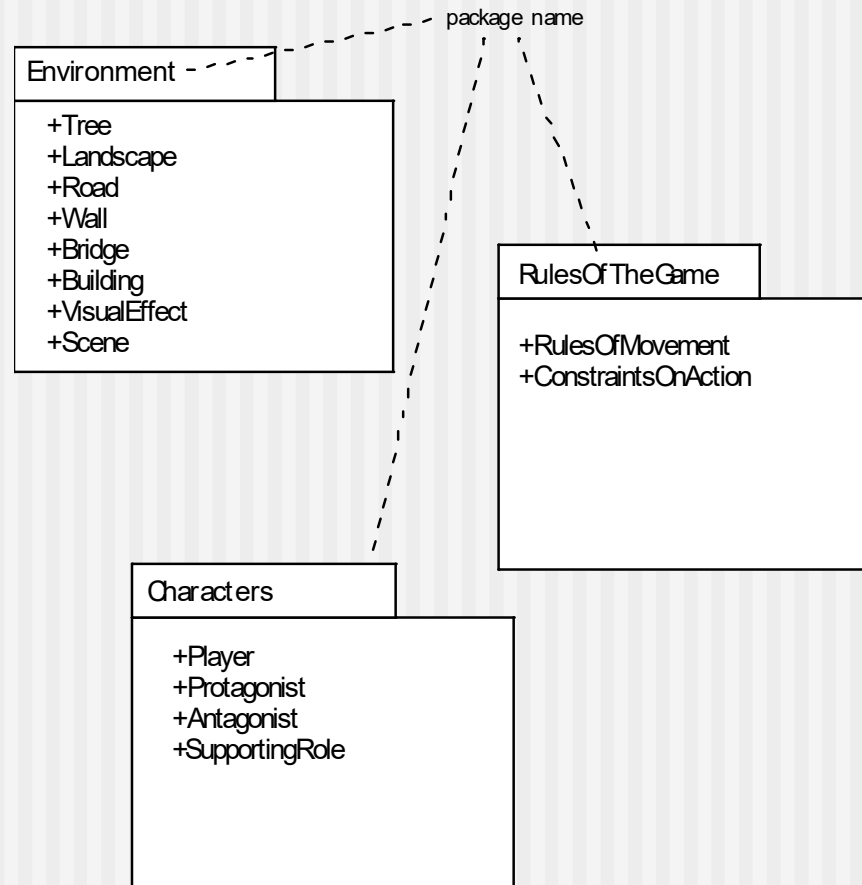 package name
Environment
+Tree
+Landscape
+Road
+Wall
+Bridge
+Building
+VisualEffect
+Scene
RulesOfTheGame
+RulesOfMovement
+ConstraintsOnAction
Characters
+Player
+Protagonist
+Antagonist
+SupportingRole